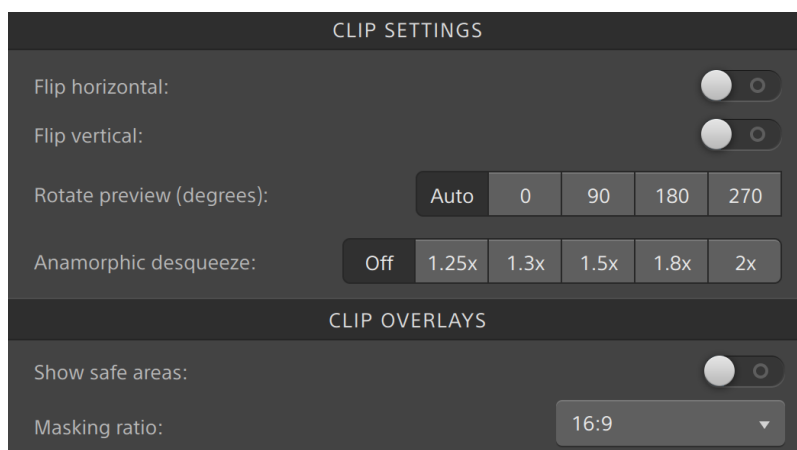 CLIP SETTINGS
Flip horizontal:
Flip vertical:
Rotate preview (degrees): Auto 0 90 180 270
Anamorphic desqueeze: Off 1.25x 1.3x 1.5x 1.8x 2x
CLIP OVERLAYS
Show safe areas:
Masking ratio: 16:9